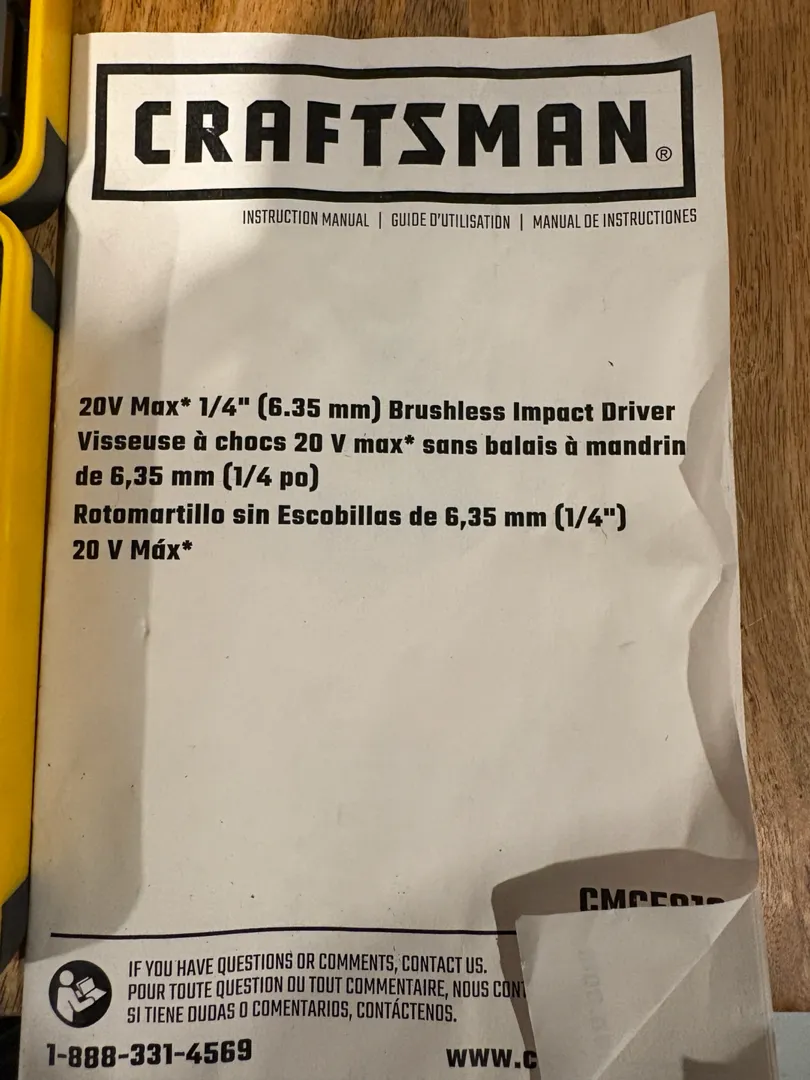 CRAFTSMAN®
INSTRUCTION MANUAL | GUIDE D'UTILISATION | MANUAL DE INSTRUCTIONES
20V Max* 1/4" (6.35 mm) Brushless Impact Driver
Visseuse à chocs 20 V max* sans balais à mandrin
de 6,35 mm (1/4 po)
Rotomartillo sin Escobillas de 6,35 mm (1/4")
20 V Máx*
IF YOU HAVE QUESTIONS OR COMMENTS, CONTACT US.
POUR TOUTE QUESTION OU TOUT COMMENTAIRE, NOUS
SI TIENE DUDAS O COMENTARIOS, CONTÁCTENOS.
1-888-331-4569
www.c